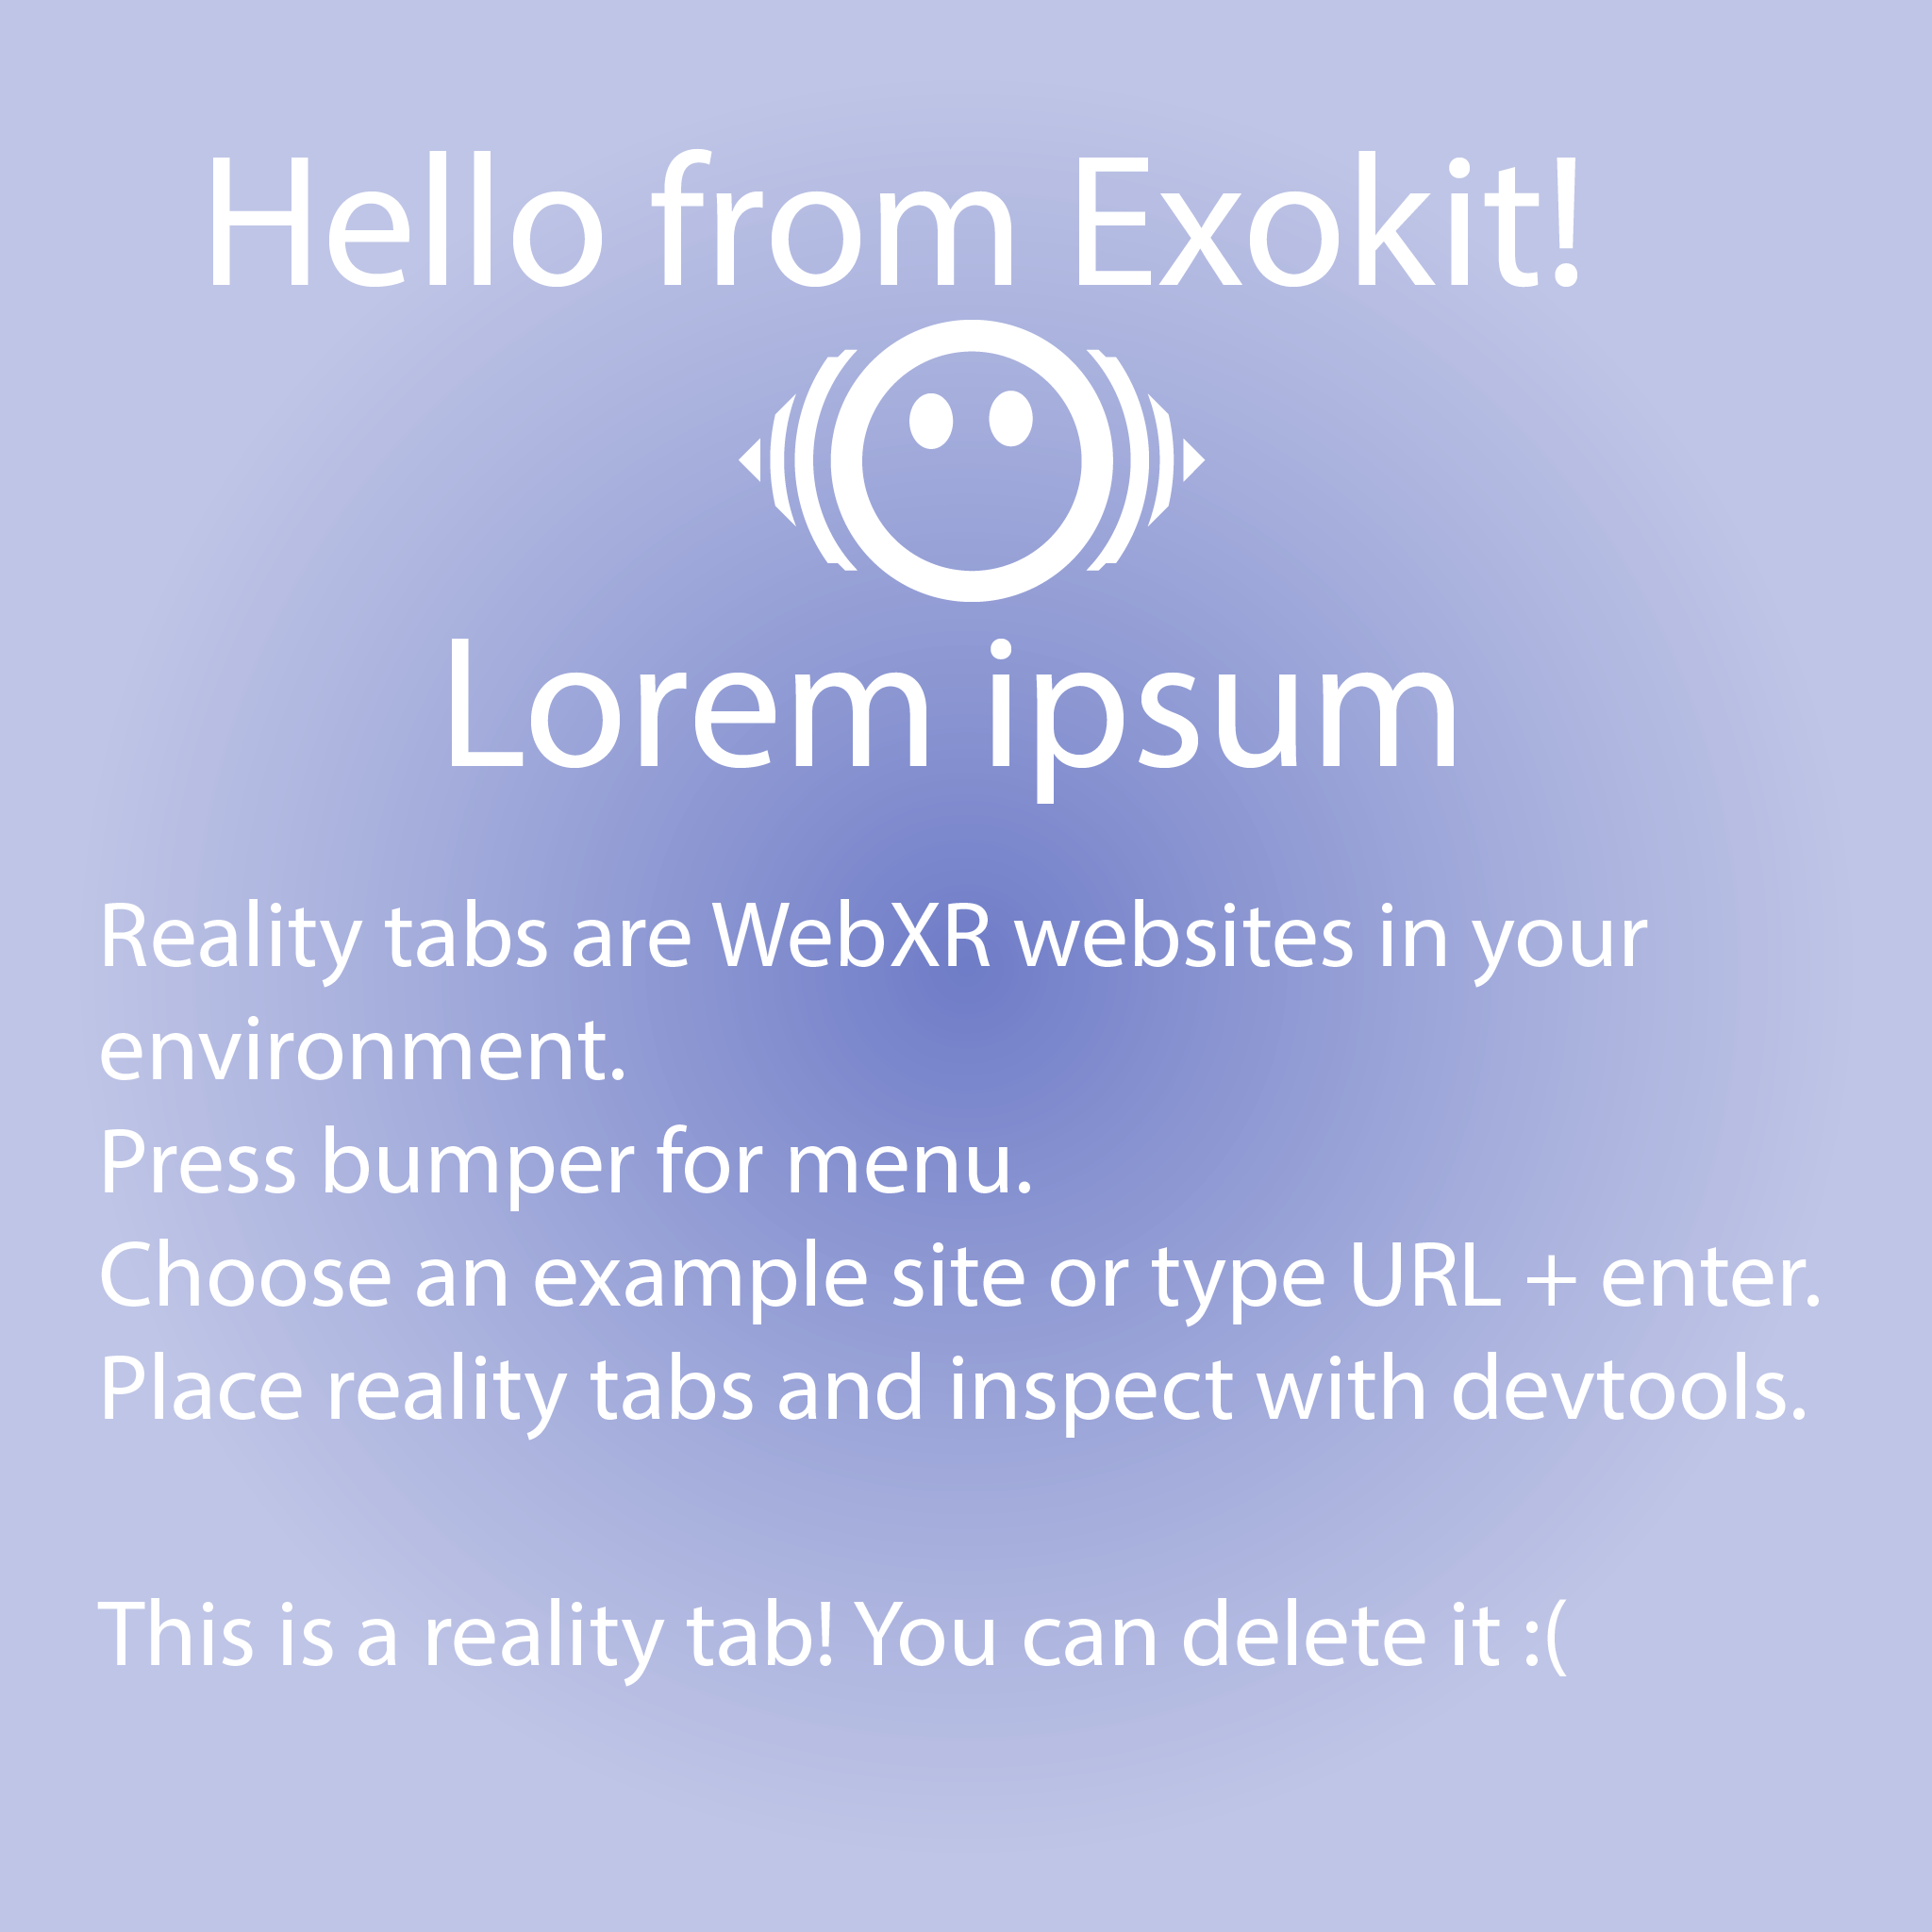 Hello from Exokit!
Lorem ipsum
Reality tabs are WebXR websites in your
environment.
Press bumper for menu.
Choose an example site or type URL + enter.
Place reality tabs and inspect with devtools.
This is a reality tab! You can delete it :(